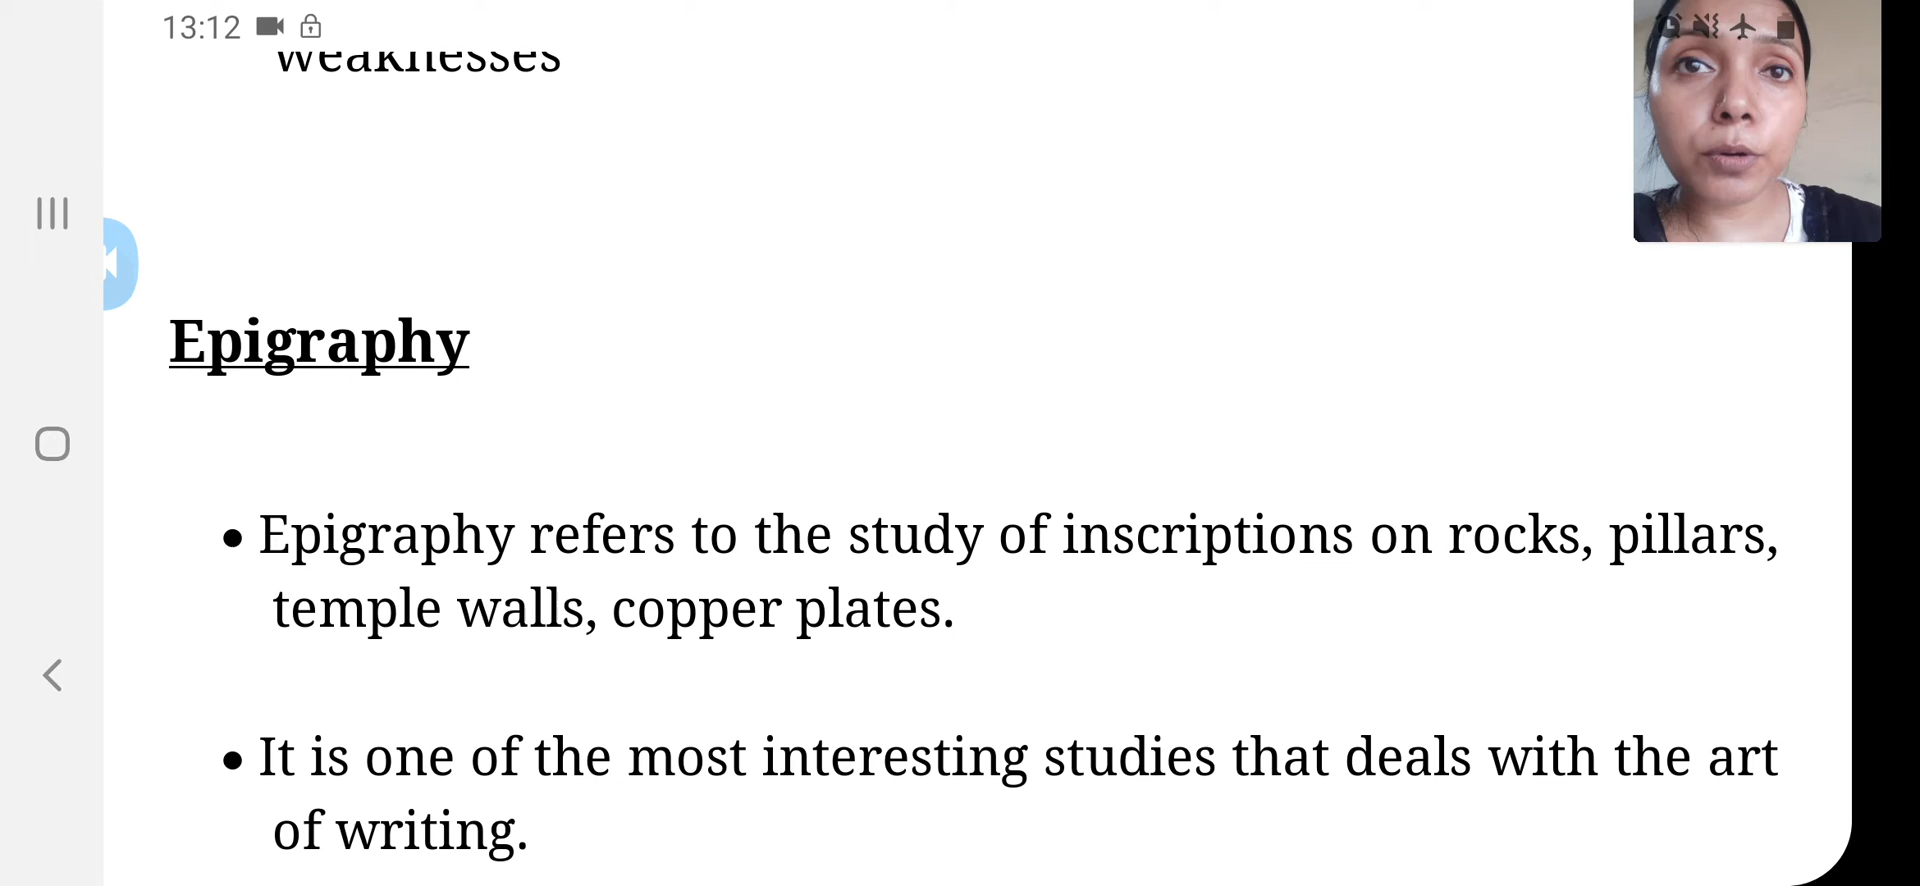 13:12
weaknesses
Epigraphy
• Epigraphy refers to the study of inscriptions on rocks, pillars,
temple walls, copper plates.
• It is one of the most interesting studies that deals with the art
of writing.